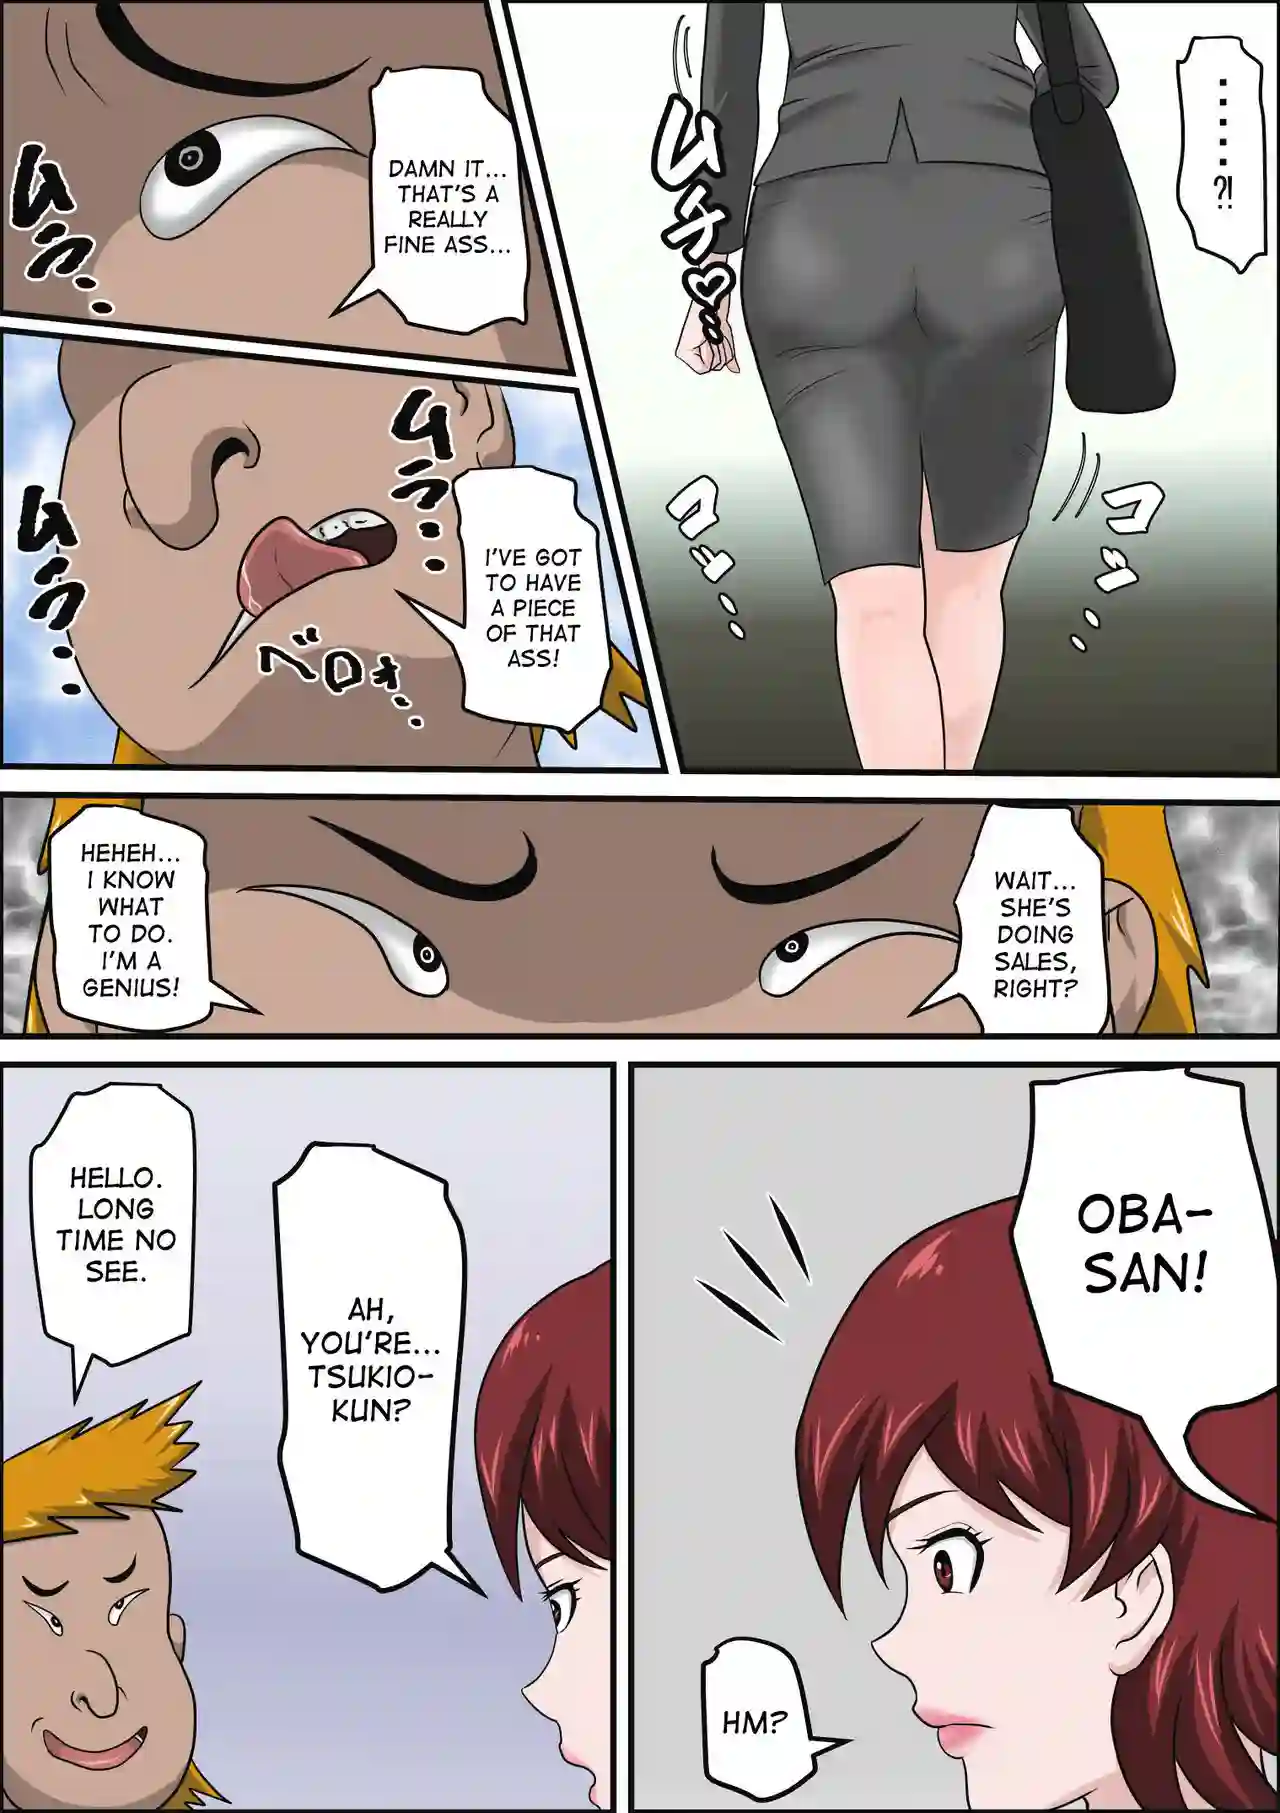 ......?!
ムチ♡..
コッ..
コッ..
DAMN IT...
THAT'S A
REALLY
FINE ASS...
ムラ...
ムラ...
I'VE GOT
TO HAVE
A PIECE
OF THAT
ASS!
ムラ...
ベロォ...
WAIT...
SHE'S
DOING
SALES,
RIGHT?
HEHEH...
I KNOW
WHAT
TO DO.
I'M A
GENIUS!
OBA-
SAN!
HM?
AH,
YOU'RE...
TSUKIO-
KUN?
HELLO.
LONG
TIME NO
SEE.